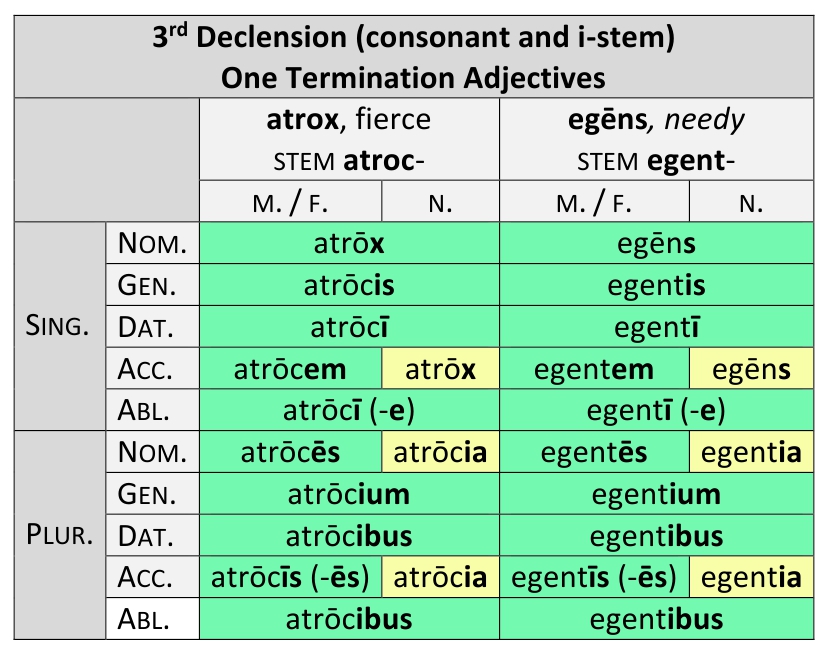 3rd Declension (consonant and i-stem)
One Termination Adjectives
atrox, fierce egēns, needy
STEM atroc- STEM egent-
M. / F. N. M. / F. N.
SING. NOM. atrōx egēns
GEN. atrōcis egentis
DAT. atrōcī egentī
ACC. atrōcem atrōx egentem egēns
ABL. atrōcī (-e) egentī (-e)
PLUR. NOM. atrōcēs atrōcia egentēs egentia
GEN. atrōcium egentium
DAT. atrōcibus egentibus
ACC. atrōcīs (-ēs) atrōcia egentīs (-ēs) egentia
ABL. atrōcibus egentibus